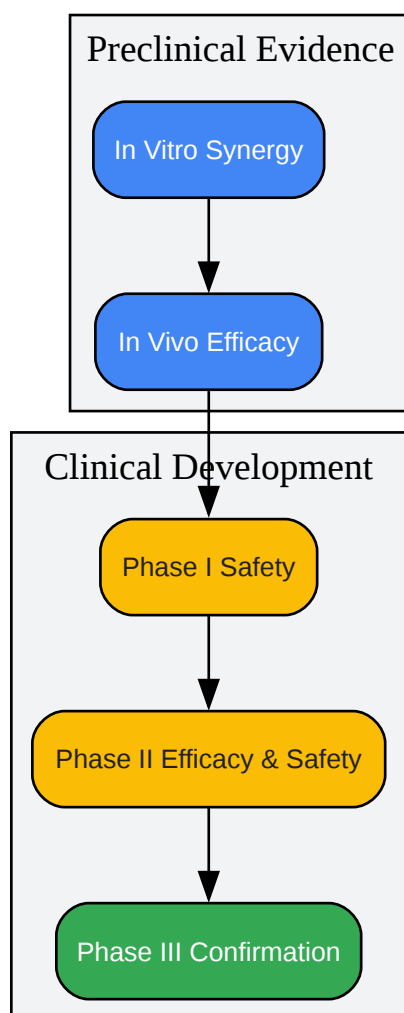 Preclinical Evidence
In Vitro Synergy
In Vivo Efficacy
Clinical Development
Phase I Safety
Phase II Efficacy & Safety
Phase III Confirmation